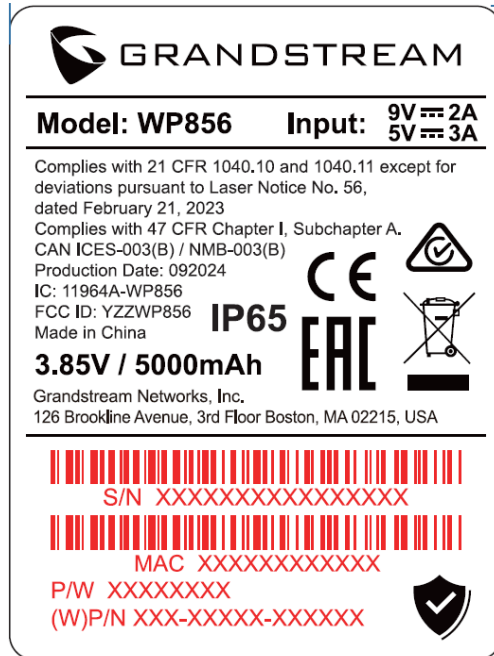 GRANDSTREAM
Model: WP856 Input: 9V⎓2A
5V⎓3A
Complies with 21 CFR 1040.10 and 1040.11 except for
deviations pursuant to Laser Notice No. 56,
dated February 21, 2023
Complies with 47 CFR Chapter I, Subchapter A.
CAN ICES-003(B) / NMB-003(B)
Production Date: 092024
IC: 11964A-WP856
FCC ID: YZZWP856
Made in China
IP65
CE
EAC
3.85V / 5000mAh
Grandstream Networks, Inc.
126 Brookline Avenue, 3rd Floor Boston, MA 02215, USA
S/N XXXXXXXXXXXXXXXX
MAC XXXXXXXXXXXX
P/W XXXXXXXX
(W)P/N XXX-XXXXX-XXXXXX